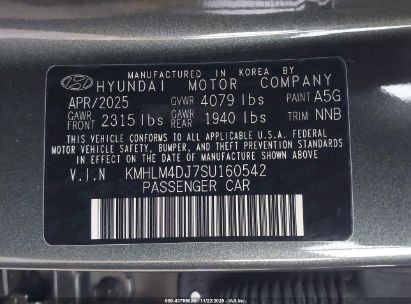 MANUFACTURED IN KOREA BY
HYUNDAI MOTOR COMPANY
APR/2025 GVWR 4079 lbs PAINT A5G
GAWR FRONT 2315 lbs GAWR REAR 1940 lbs TRIM NNB
THIS VEHICLE CONFORMS TO ALL APPLICABLE U.S.A. FEDERAL
MOTOR VEHICLE SAFETY, BUMPER, AND THEFT PREVENTION STANDARDS
IN EFFECT ON THE DATE OF MANUFACTURE SHOWN ABOVE.
V.I.N KMHLM4DJ7SU160542
PASSENGER CAR